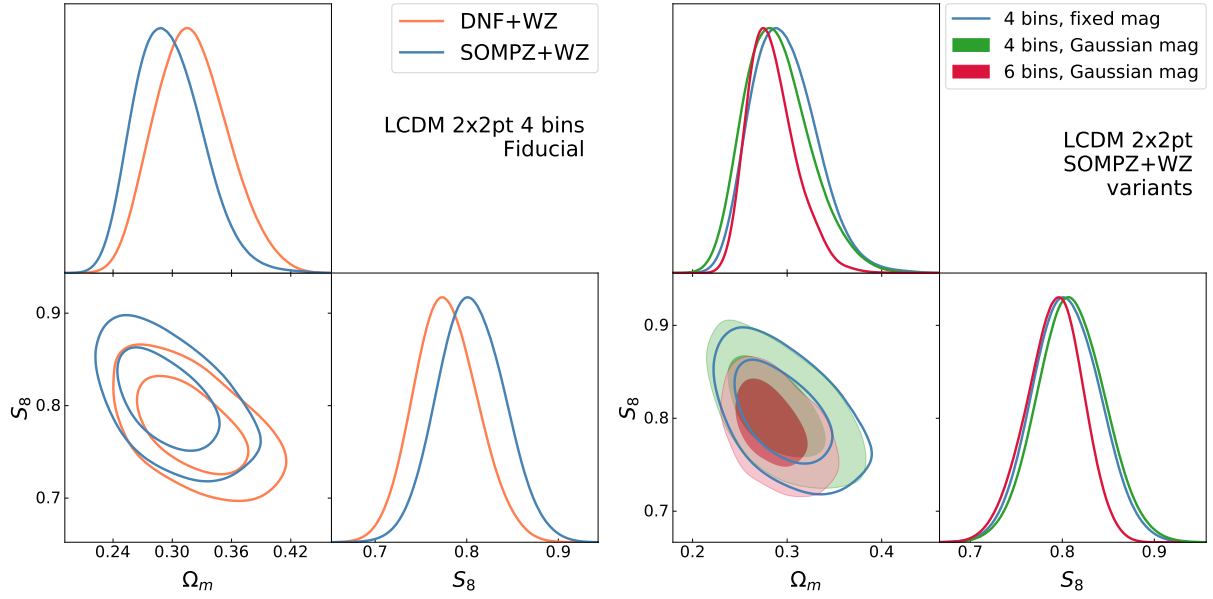 DNF+WZ
SOMPZ+WZ
LCDM 2x2pt 4 bins
Fiducial
0.9
0.8
0.7
S₈
0.24
0.30
0.36
0.42
Ωₘ
0.7
0.8
0.9
S₈
4 bins, fixed mag
4 bins, Gaussian mag
6 bins, Gaussian mag
LCDM 2x2pt
SOMPZ+WZ
variants
0.9
0.8
0.7
S₈
0.2
0.3
0.4
Ωₘ
0.7
0.8
0.9
S₈